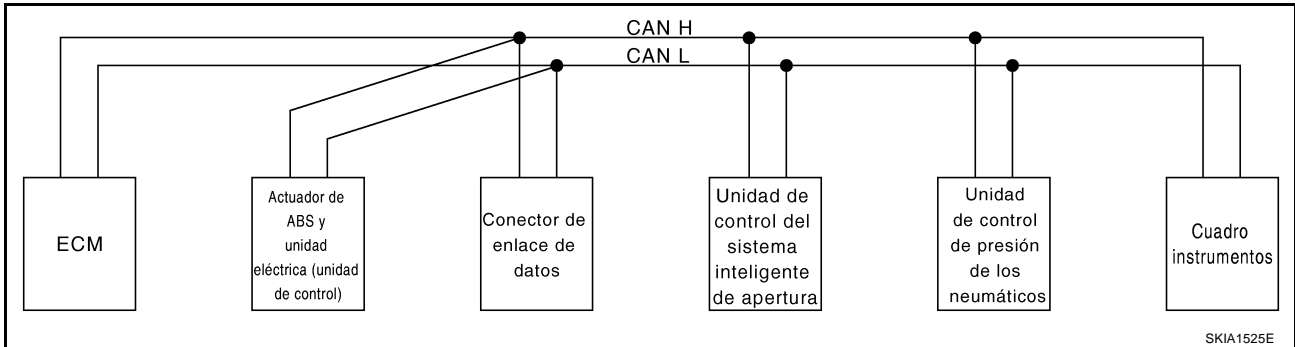 CAN H
CAN L
ECM
Actuador de
ABS y
unidad
eléctrica (unidad
de control)
Conector de
enlace de
datos
Unidad de
control del
sistema
inteligente
de apertura
Unidad
de control
de presión
de los
neumáticos
Cuadro
instrumentos
SKIA1525E